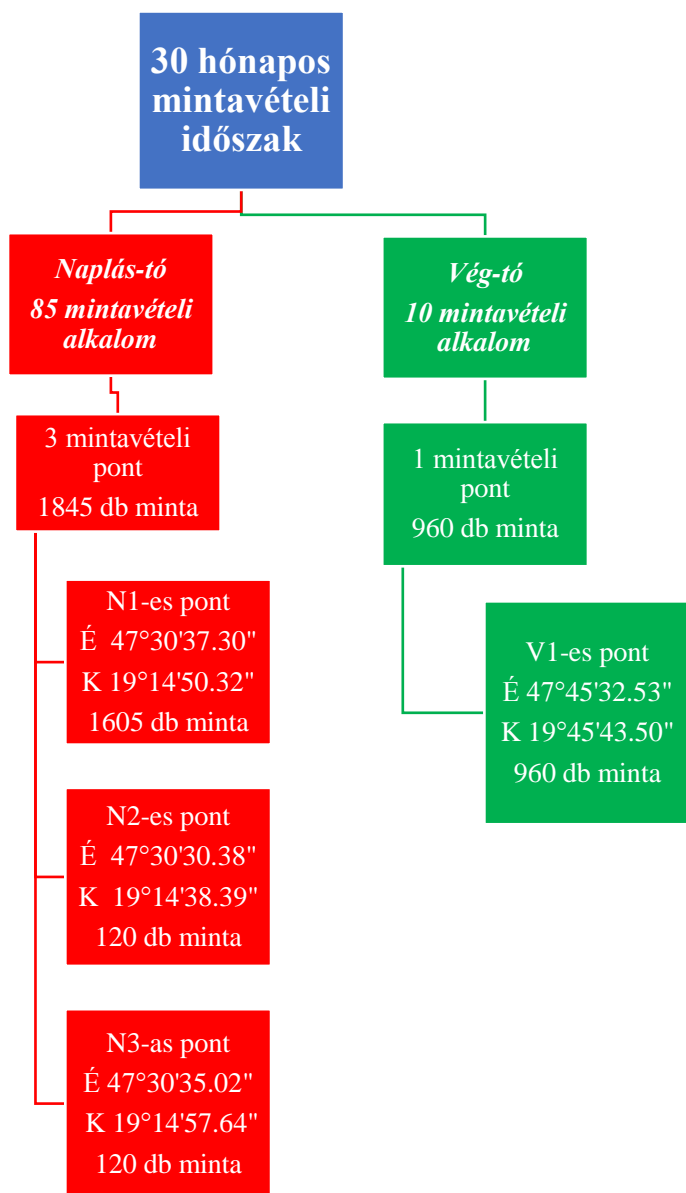 30 hónapos
mintavételi
időszak
Naplás-tó
85 mintavételi
alkalom
3 mintavételi
pont
1845 db minta
N1-es pont
É 47°30'37.30"
K 19°14'50.32"
1605 db minta
N2-es pont
É 47°30'30.38"
K 19°14'38.39"
120 db minta
N3-as pont
É 47°30'35.02"
K 19°14'57.64"
120 db minta
Vég-tó
10 mintavételi
alkalom
1 mintavételi
pont
960 db minta
V1-es pont
É 47°45'32.53"
K 19°45'43.50"
960 db minta